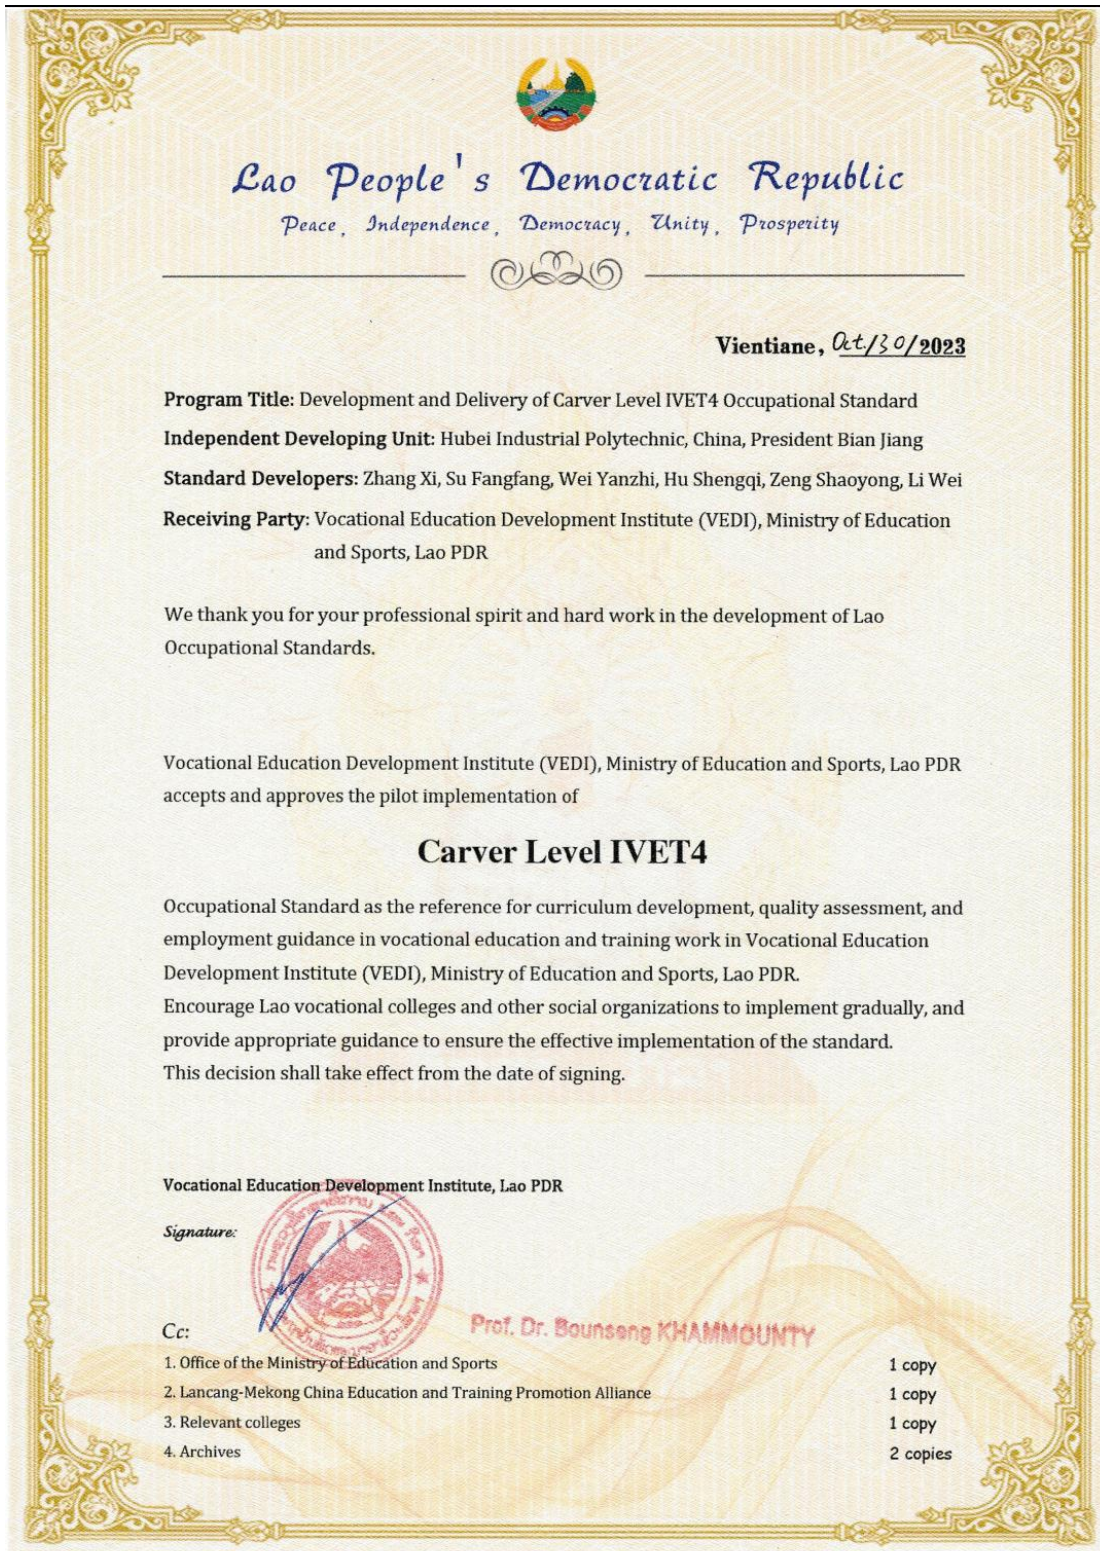 Lao People's Democratic Republic
Peace, Independence, Democracy, Unity, Prosperity
Vientiane, Oct./30/2023
Program Title: Development and Delivery of Carver Level IVET4 Occupational Standard
Independent Developing Unit: Hubei Industrial Polytechnic, China, President Bian Jiang
Standard Developers: Zhang Xi, Su Fangfang, Wei Yanzhi, Hu Shengqi, Zeng Shaoyong, Li Wei
Receiving Party: Vocational Education Development Institute (VEDI), Ministry of Education
and Sports, Lao PDR
We thank you for your professional spirit and hard work in the development of Lao
Occupational Standards.
Vocational Education Development Institute (VEDI), Ministry of Education and Sports, Lao PDR
accepts and approves the pilot implementation of
Carver Level IVET4
Occupational Standard as the reference for curriculum development, quality assessment, and
employment guidance in vocational education and training work in Vocational Education
Development Institute (VEDI), Ministry of Education and Sports, Lao PDR.
Encourage Lao vocational colleges and other social organizations to implement gradually, and
provide appropriate guidance to ensure the effective implementation of the standard.
This decision shall take effect from the date of signing.
Vocational Education Development Institute, Lao PDR
Signature:
Prof. Dr. Bounseng KHAMMOUNTY
Cc:
1. Office of the Ministry of Education and Sports 1 copy
2. Lancang-Mekong China Education and Training Promotion Alliance 1 copy
3. Relevant colleges 1 copy
4. Archives 2 copies